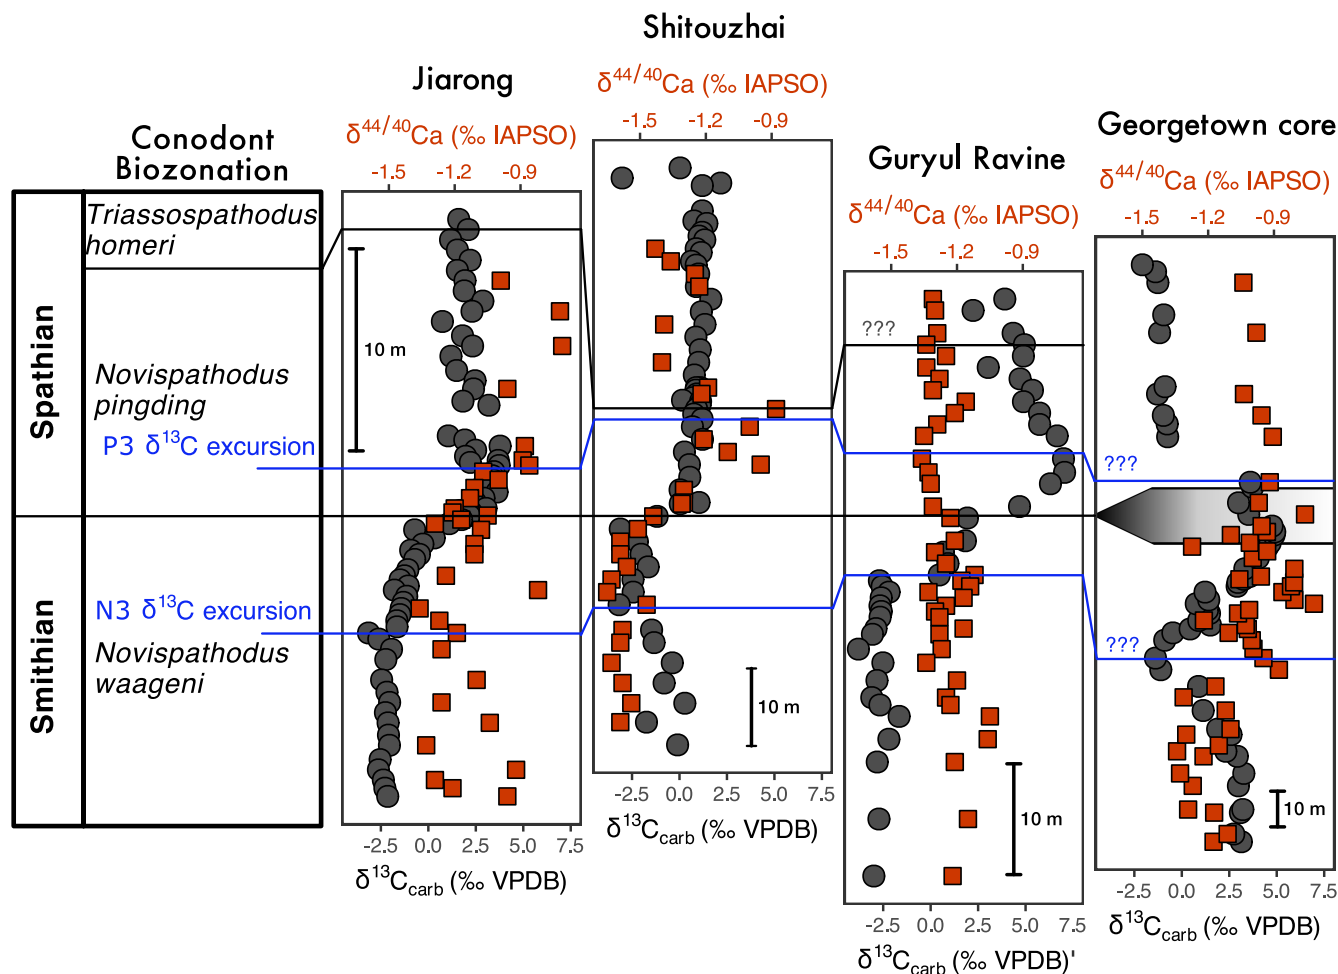 Shitouzhai
δ44/40Ca (‰ IAPSO)
-1.5 -1.2 -0.9
Jiarong
δ44/40Ca (‰ IAPSO)
-1.5 -1.2 -0.9
Georgetown core
δ44/40Ca (‰ IAPSO)
-1.5 -1.2 -0.9
Guryul Ravine
δ44/40Ca (‰ IAPSO)
-1.5 -1.2 -0.9
Conodont
Biozonation
Spathian
Smithian
Triassospathodus
homeri
Novispathodus
pingding
P3 δ13C excursion
N3 δ13C excursion
Novispathodus
waageni
10 m
10 m
???
10 m
???
???
10 m
-2.5 0.0 2.5 5.0 7.5
δ13Ccarb (‰ VPDB)
-2.5 0.0 2.5 5.0 7.5
δ13Ccarb (‰ VPDB)
-2.5 0.0 2.5 5.0 7.5
δ13Ccarb (‰ VPDB)'
-2.5 0.0 2.5 5.0 7.5
δ13Ccarb (‰ VPDB)